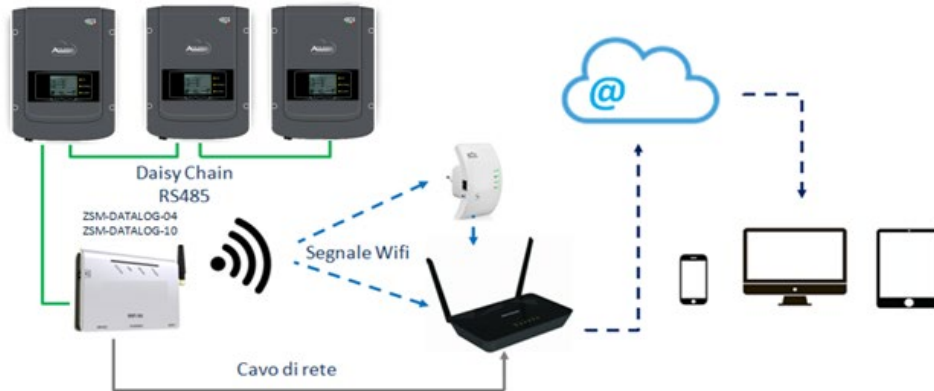 @
Daisy Chain
RS485
ZSM-DATALOG-04
ZSM-DATALOG-10
Segnale Wifi
Cavo di rete